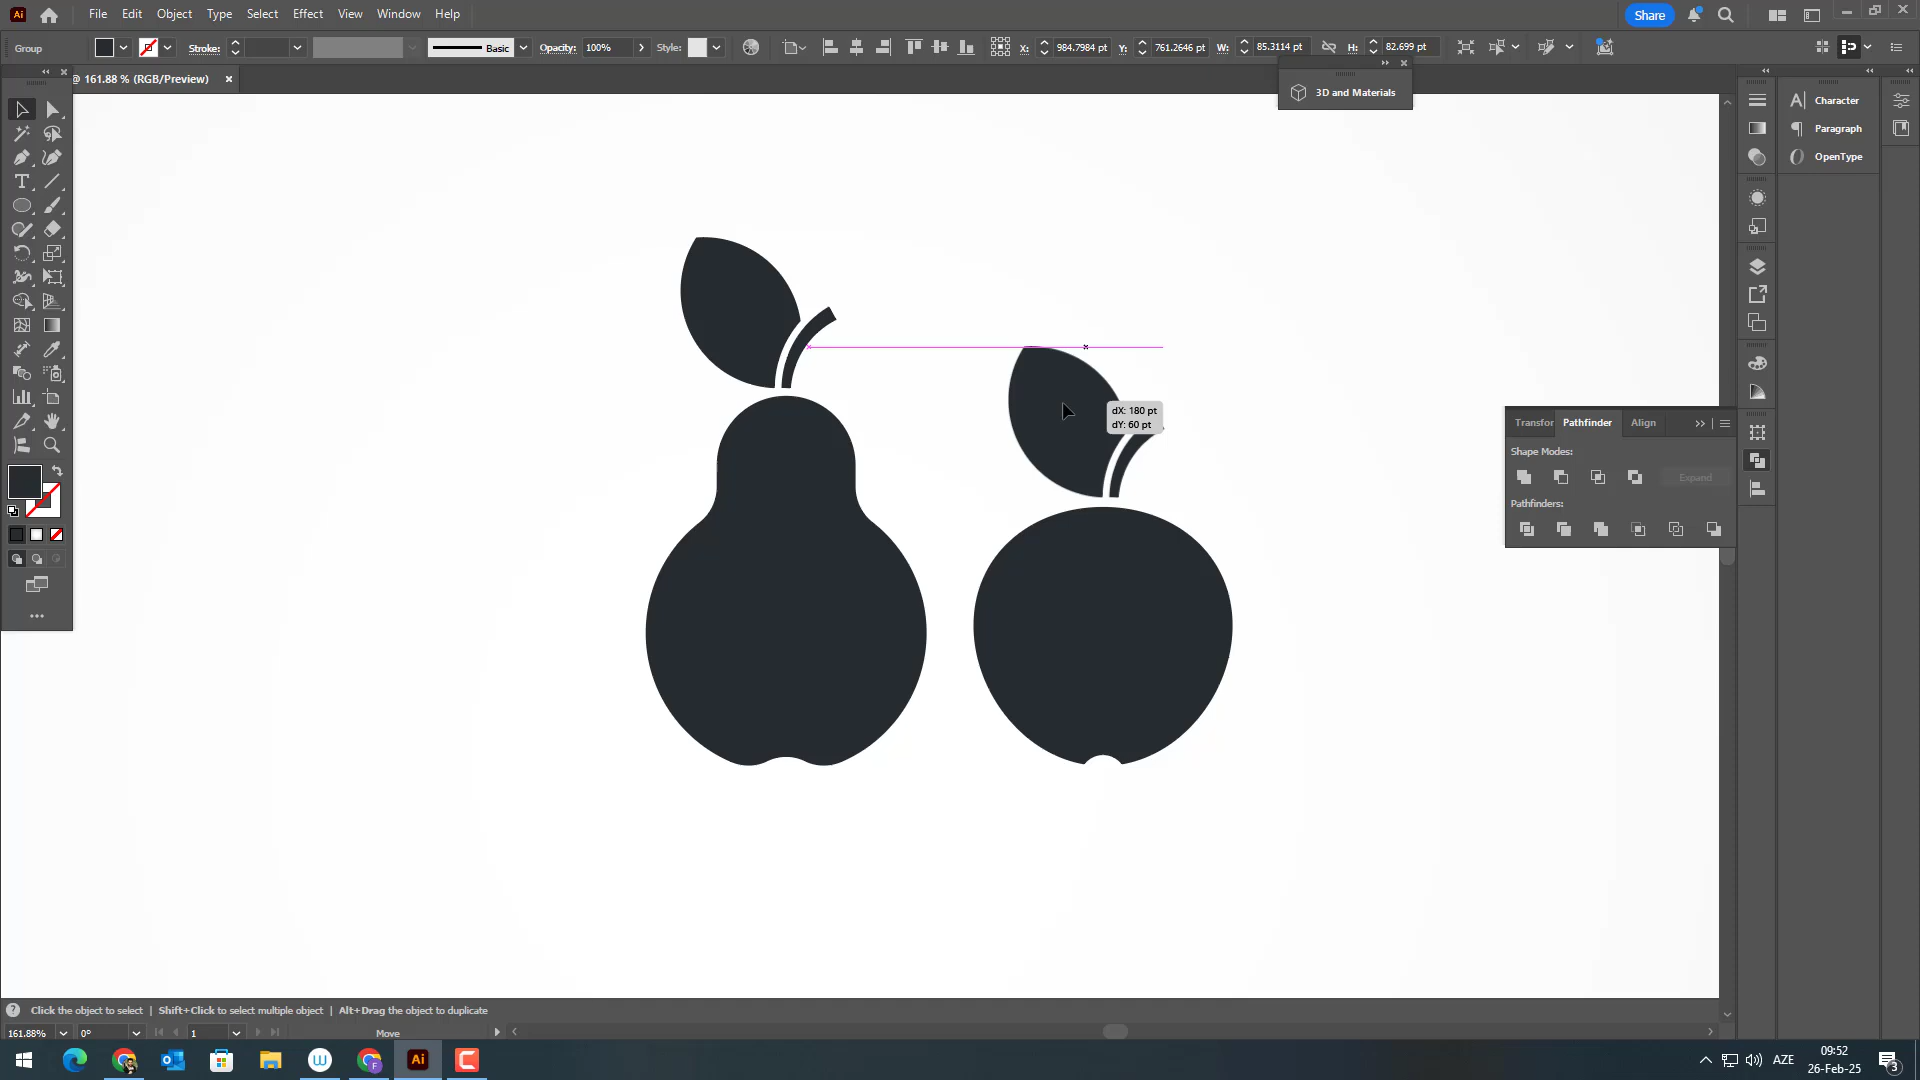 Ai File Edit Object Type Select Effect View Window Help Share
Group Stroke: Basic Opacity: 100% Style: X: 984.7984 pt Y: 761.2646 pt W: 85.3114 pt H: 82.699 pt
@ 161.88 % (RGB/Preview)
3D and Materials
Character
Paragraph
OpenType
dX: 180 pt
dY: 60 pt
Transfor Pathfinder Align
Shape Modes:
Expand
Pathfinders:
Click the object to select | Shift+Click to select multiple object | Alt+Drag the object to duplicate
161.88% 0° 1 Move
Ai AZE 09:52
26-Feb-25 3